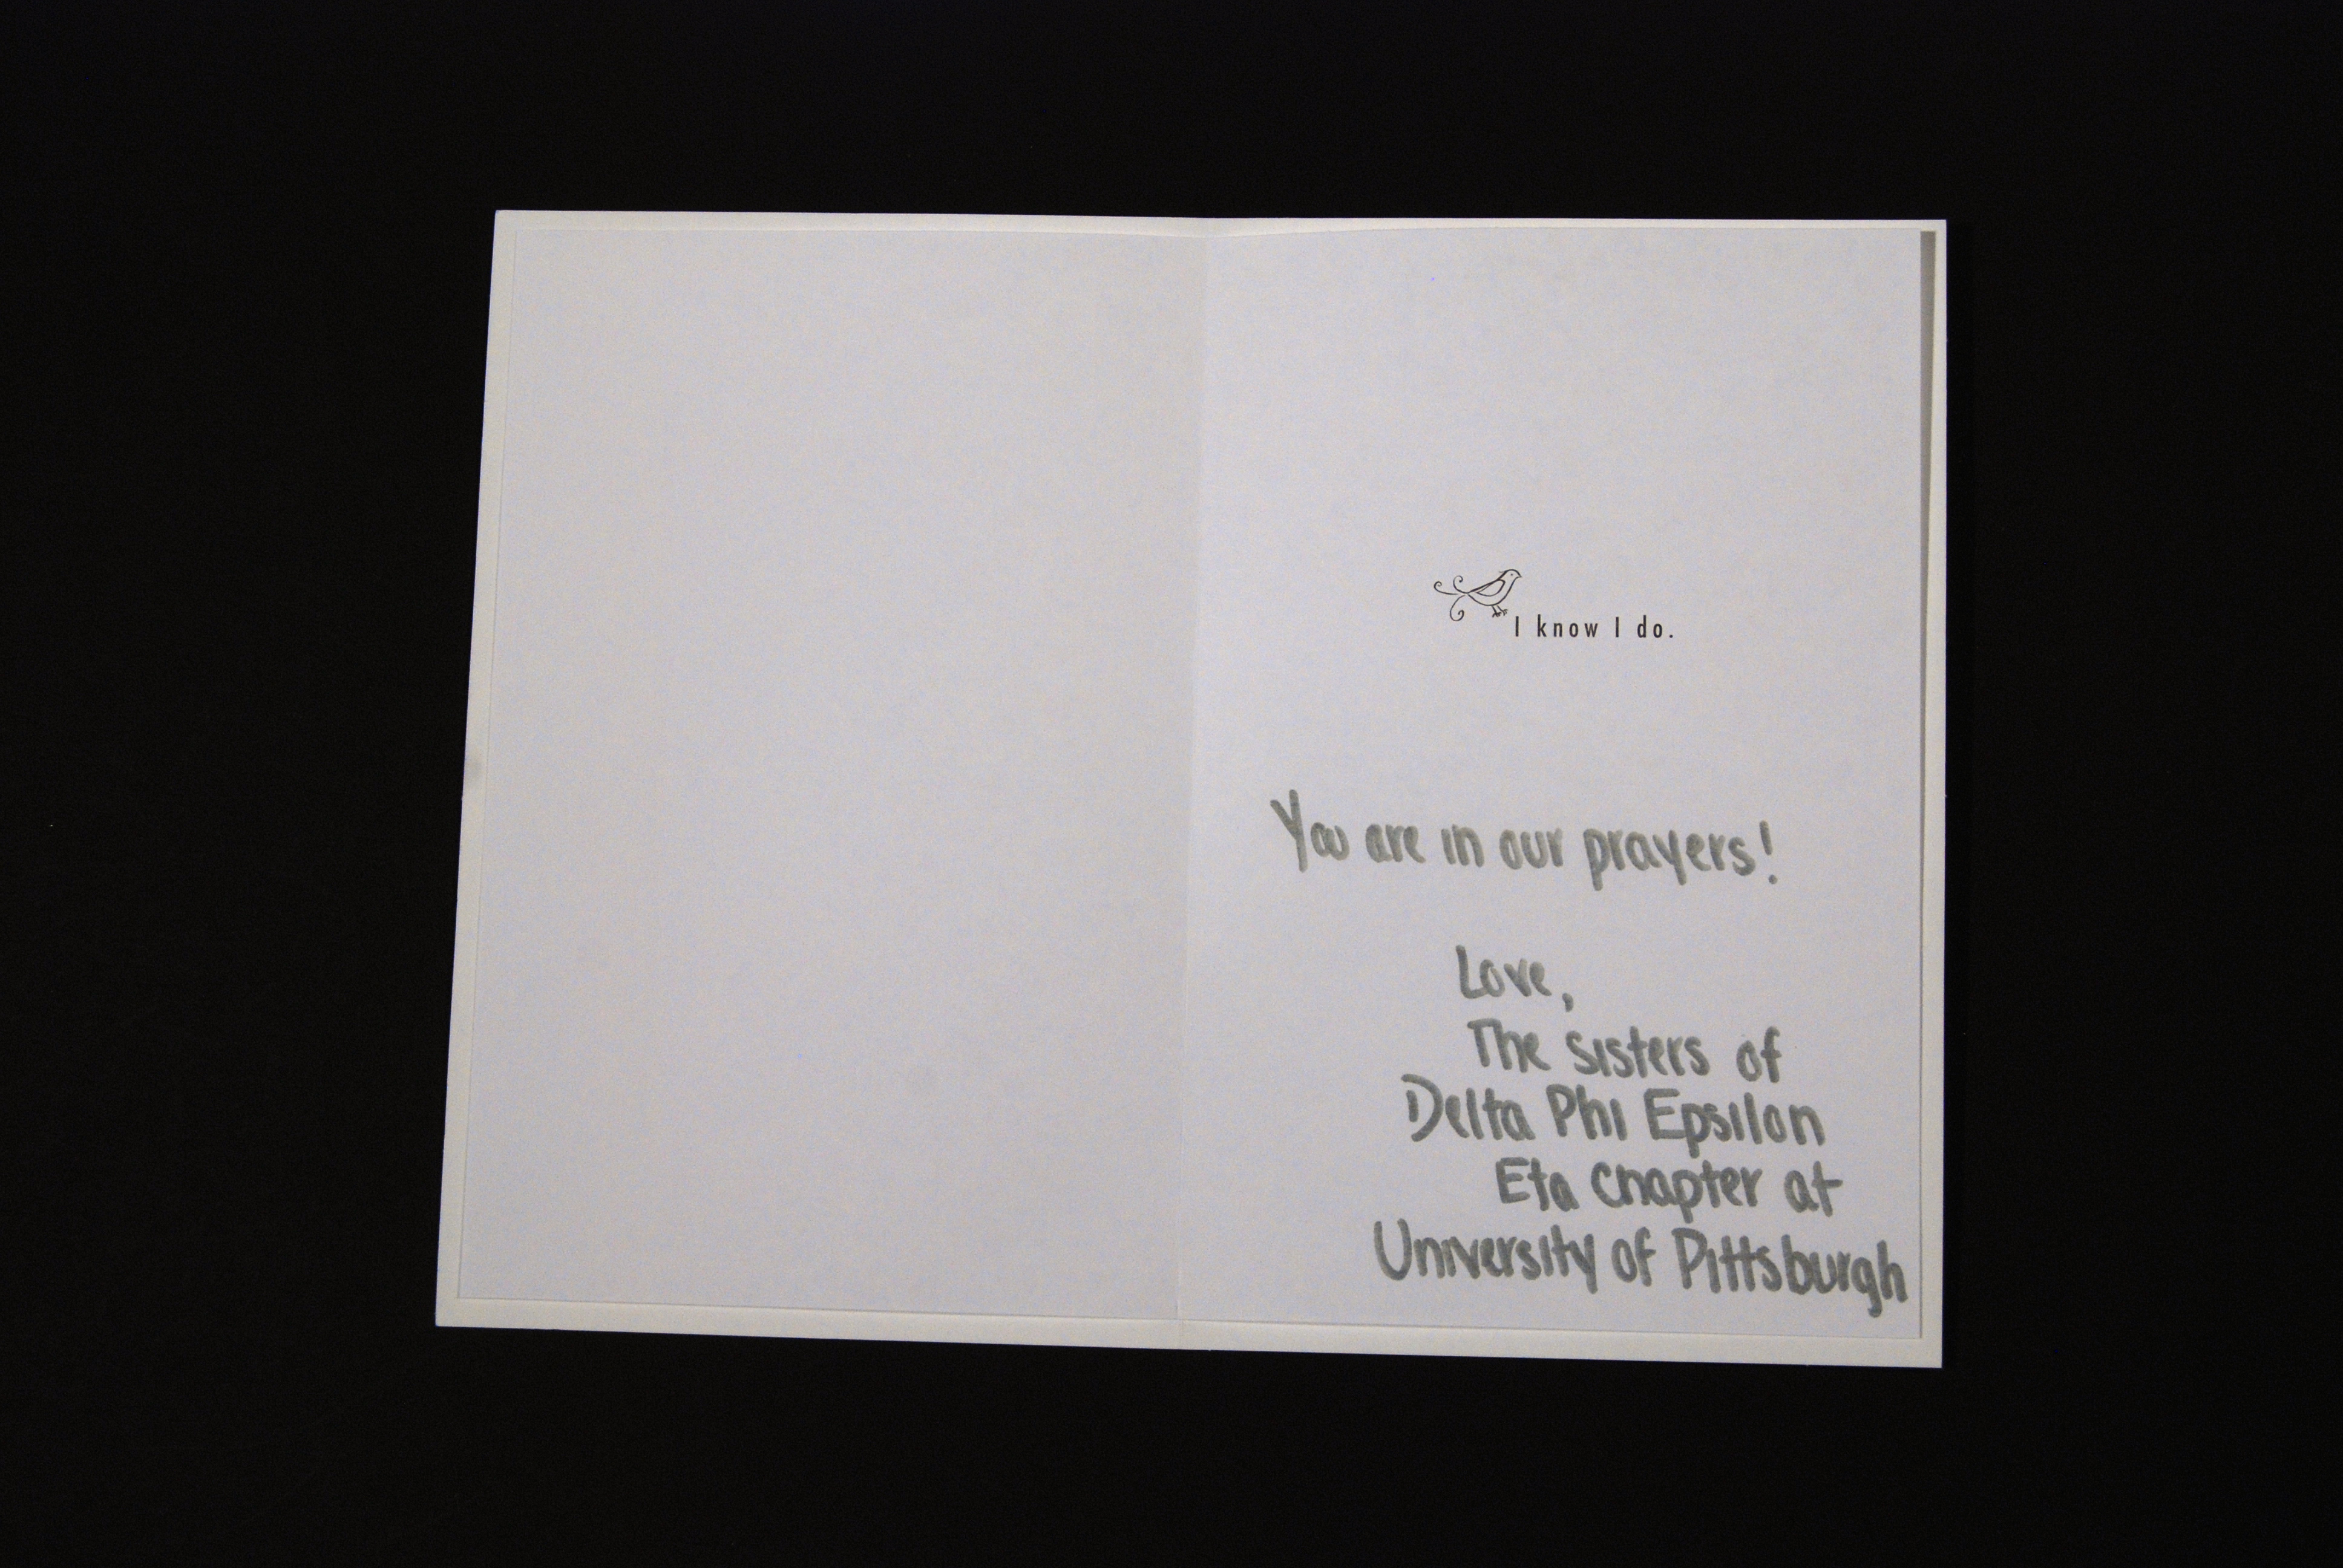 I know I do.
You are in our prayers!
Love,
The sisters of
Delta Phi Epsilon
Eta chapter at
University of Pittsburgh